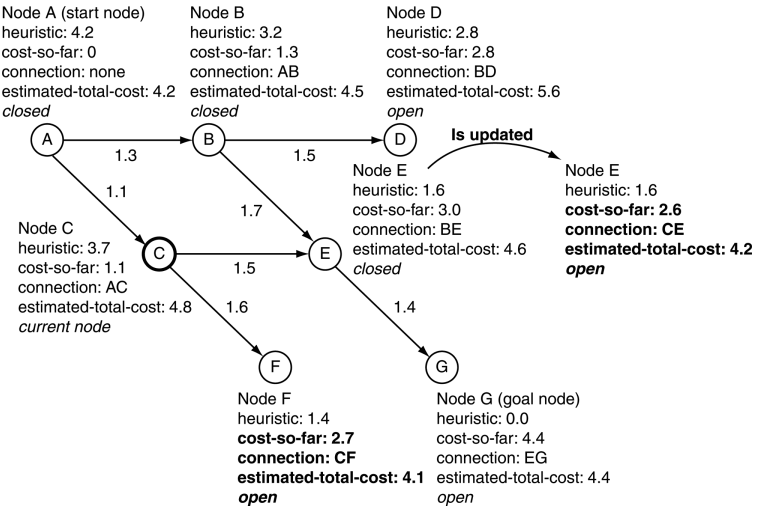 Node A (start node)
heuristic: 4.2
cost-so-far: 0
connection: none
estimated-total-cost: 4.2
closed
Node B
heuristic: 3.2
cost-so-far: 1.3
connection: AB
estimated-total-cost: 4.5
closed
Node D
heuristic: 2.8
cost-so-far: 2.8
connection: BD
estimated-total-cost: 5.6
open
A
1.3
B
1.5
D
Is updated
1.1
1.7
Node E
heuristic: 1.6
cost-so-far: 3.0
connection: BE
estimated-total-cost: 4.6
closed
Node E
heuristic: 1.6
cost-so-far: 2.6
connection: CE
estimated-total-cost: 4.2
open
Node C
heuristic: 3.7
cost-so-far: 1.1
connection: AC
estimated-total-cost: 4.8
current node
C
1.5
E
1.6
1.4
F
G
Node F
heuristic: 1.4
cost-so-far: 2.7
connection: CF
estimated-total-cost: 4.1
open
Node G (goal node)
heuristic: 0.0
cost-so-far: 4.4
connection: EG
estimated-total-cost: 4.4
open